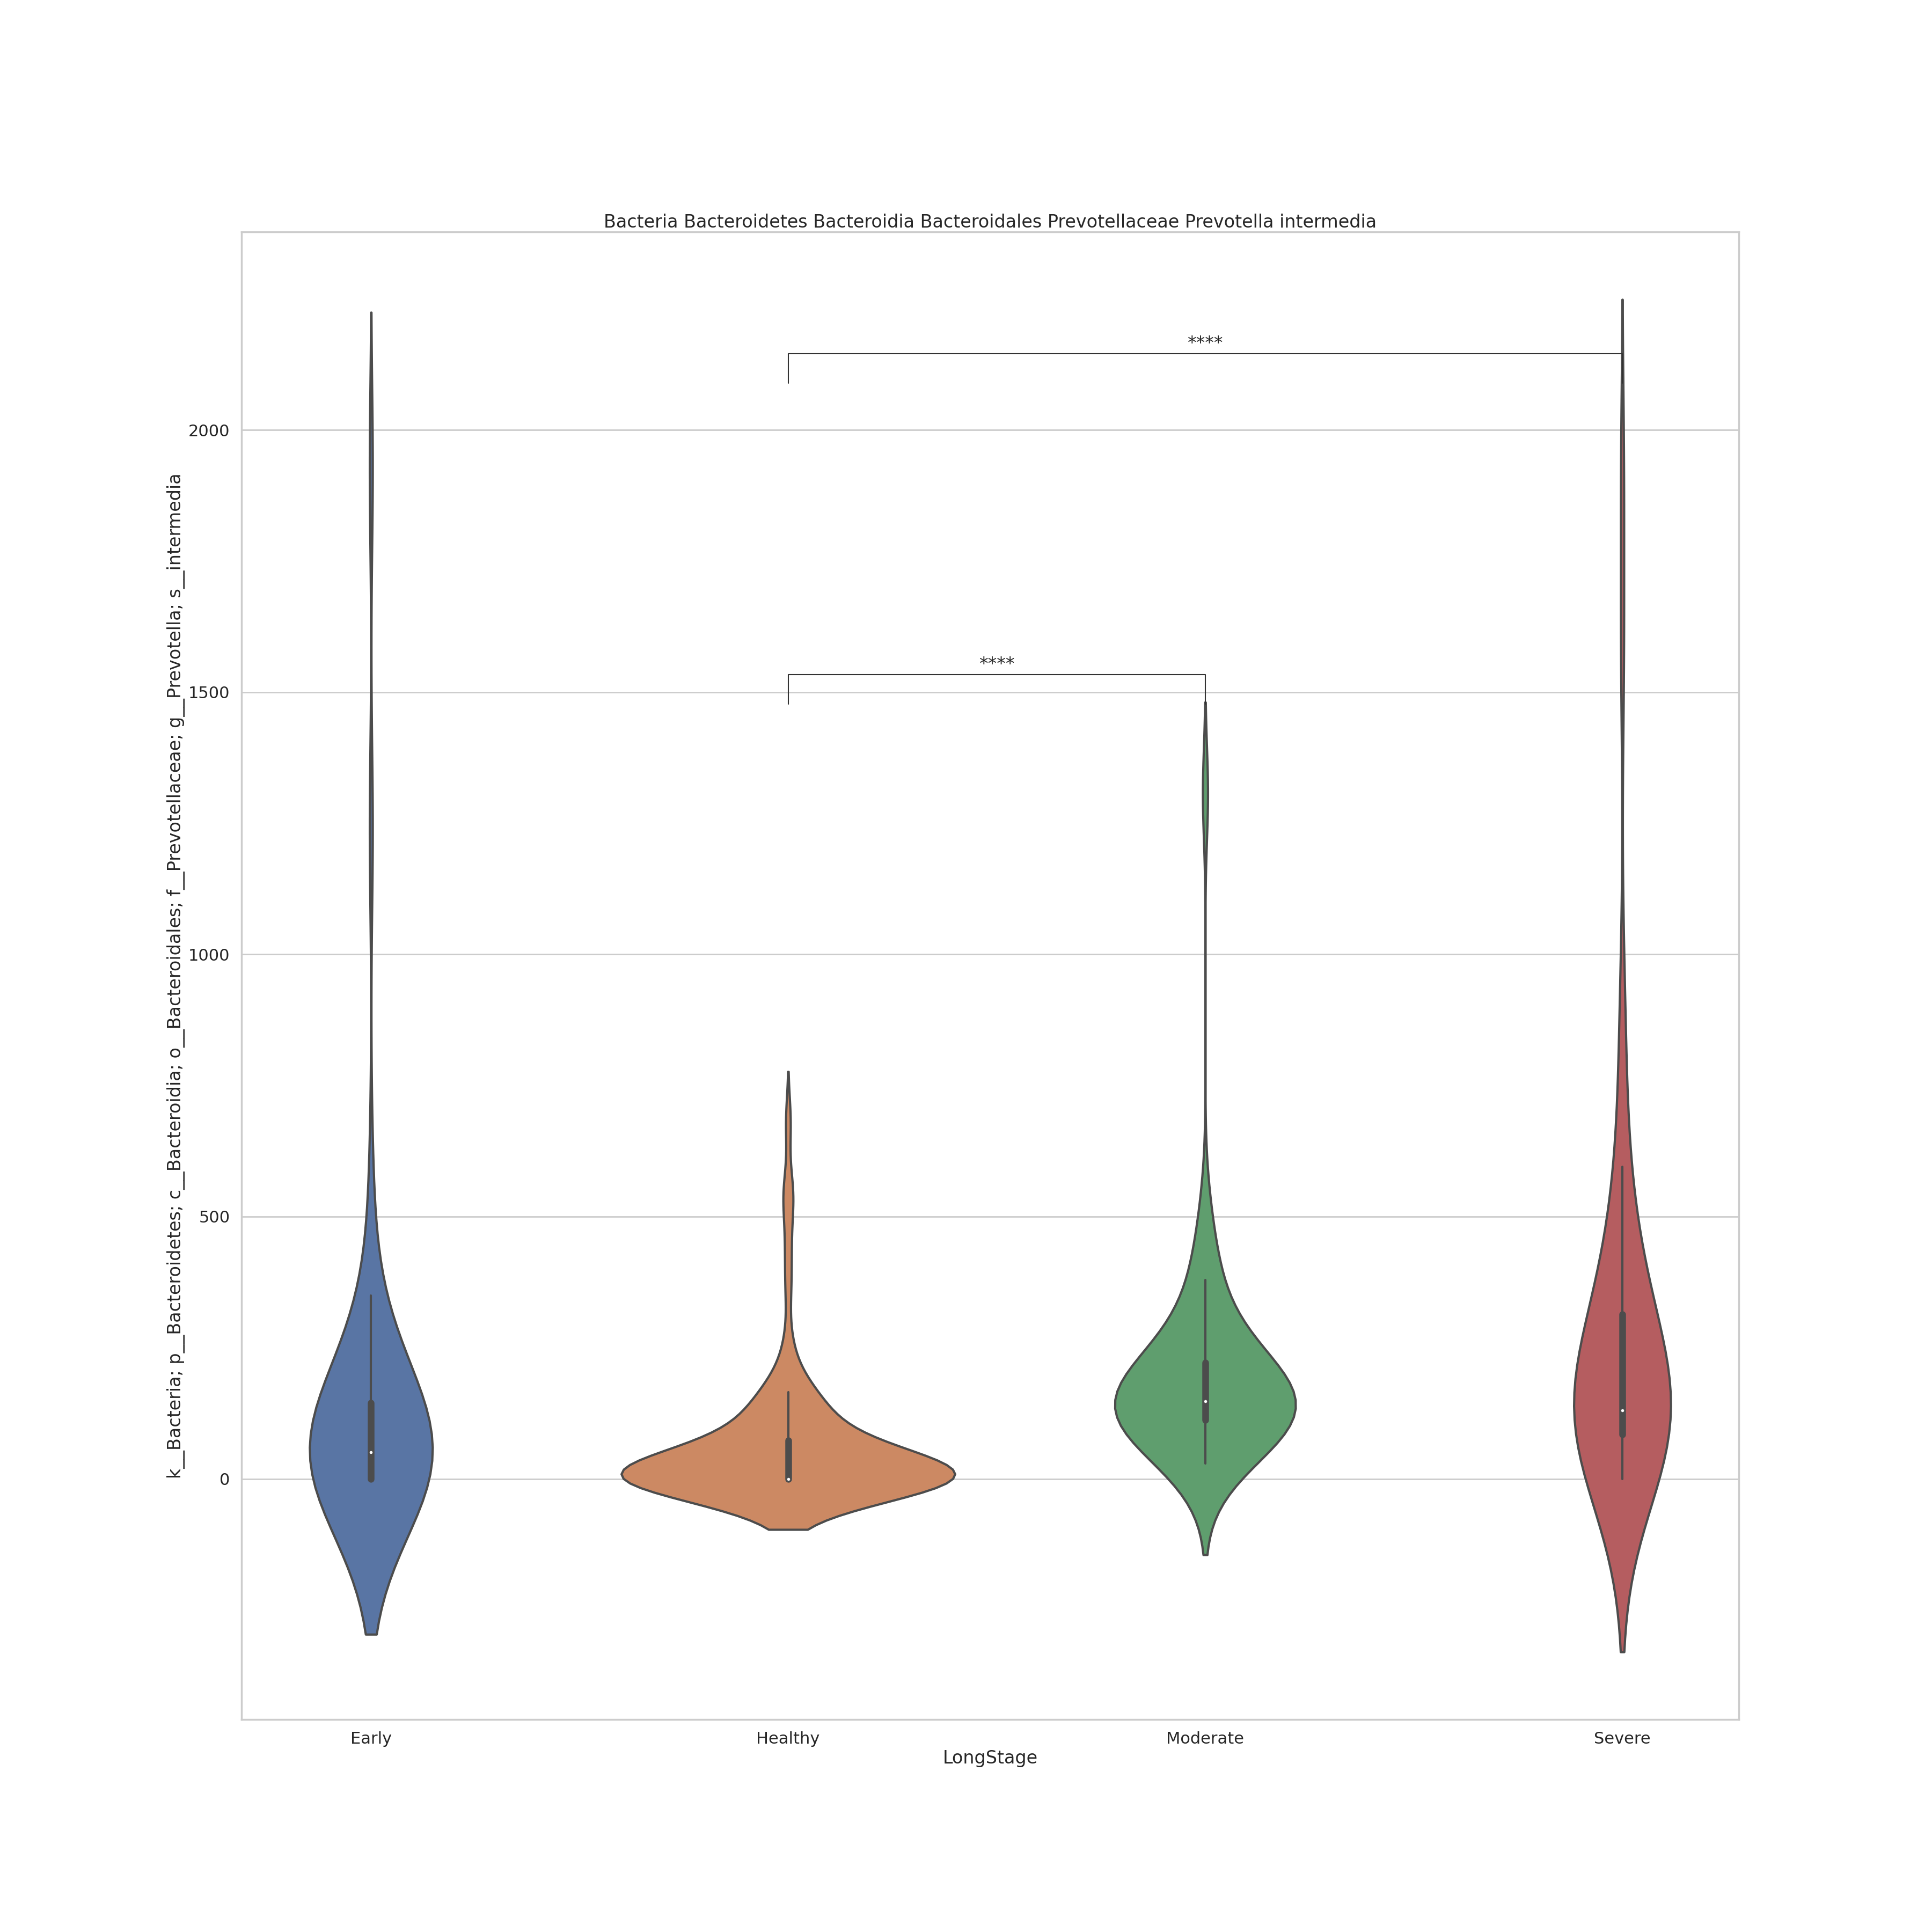 Bacteria Bacteroidetes Bacteroidia Bacteroidales Prevotellaceae Prevotella intermedia
k__Bacteria; p__Bacteroidetes; c__Bacteroidia; o__Bacteroidales; f__Prevotellaceae; g__Prevotella; s__intermedia
2000
1500
1000
500
0
****
****
Early Healthy Moderate Severe
LongStage